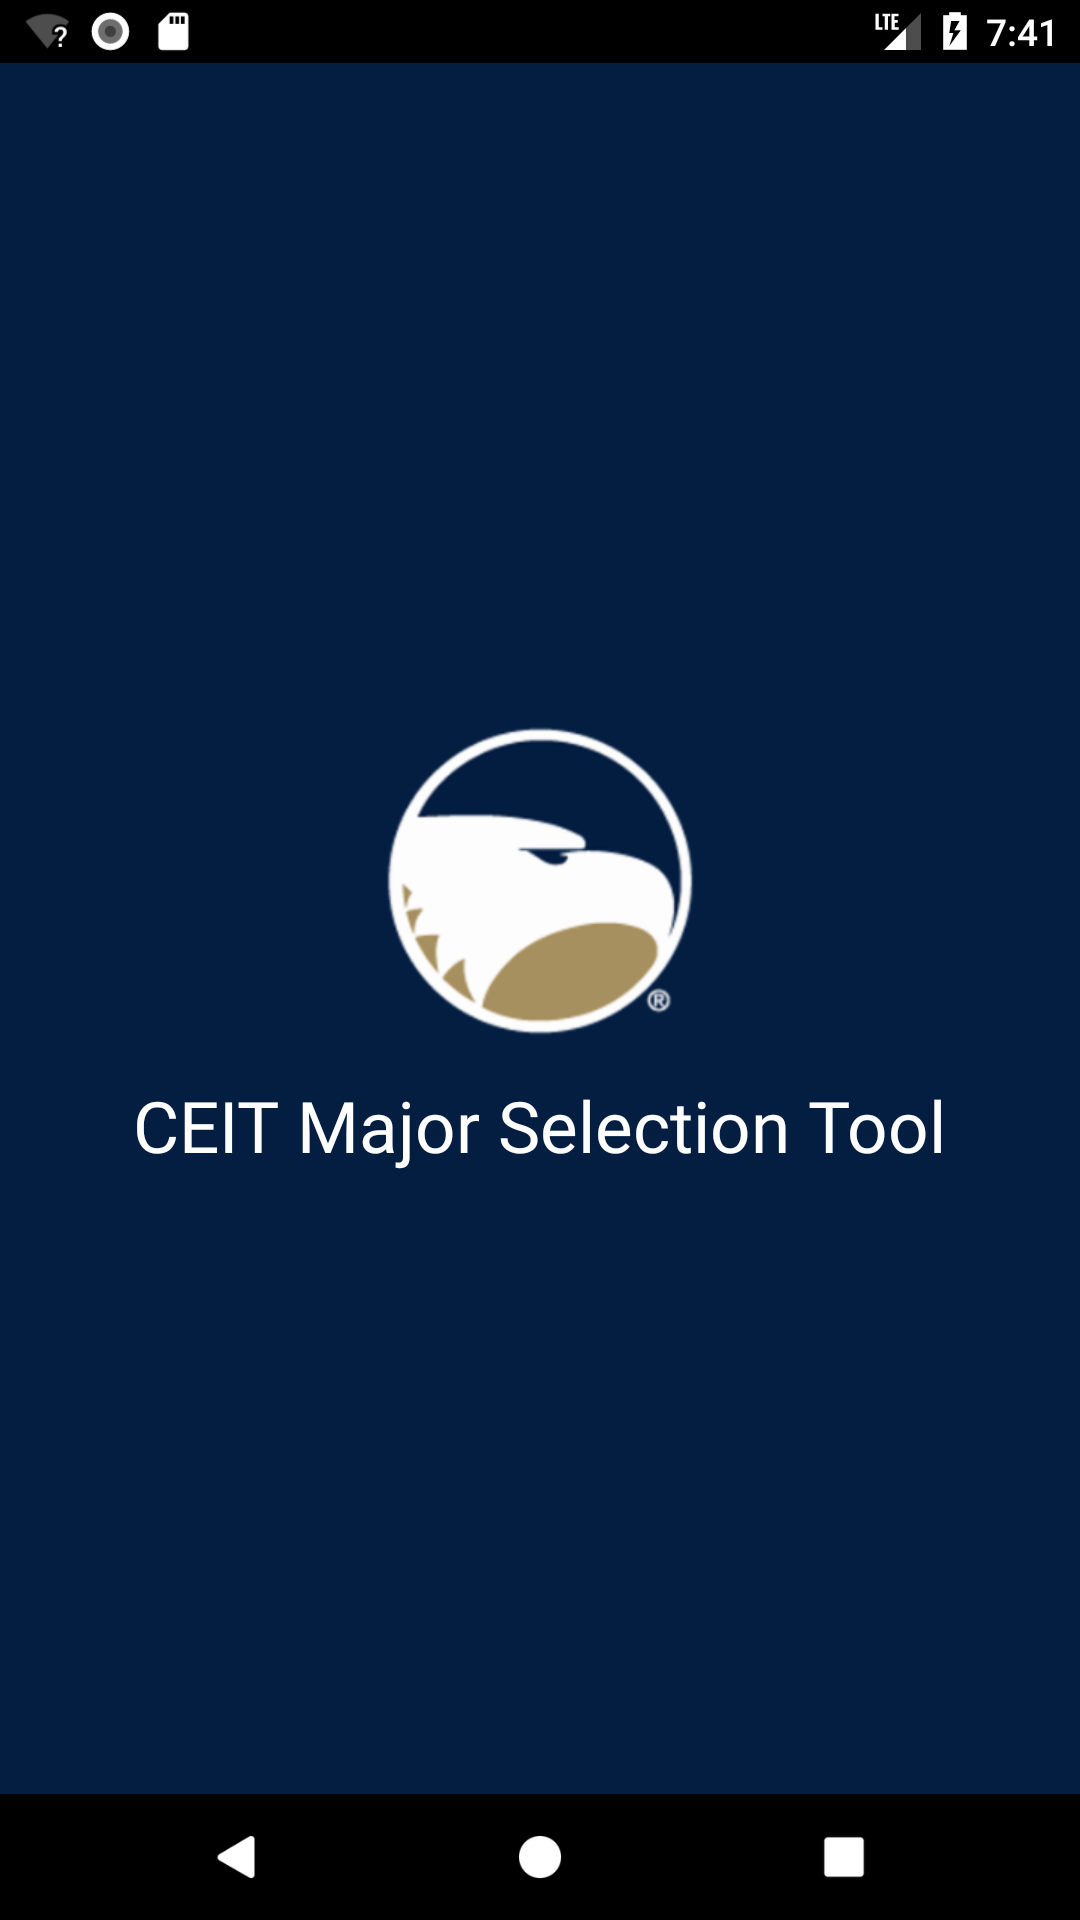 ? LTE 7:41
®
CEIT Major Selection Tool